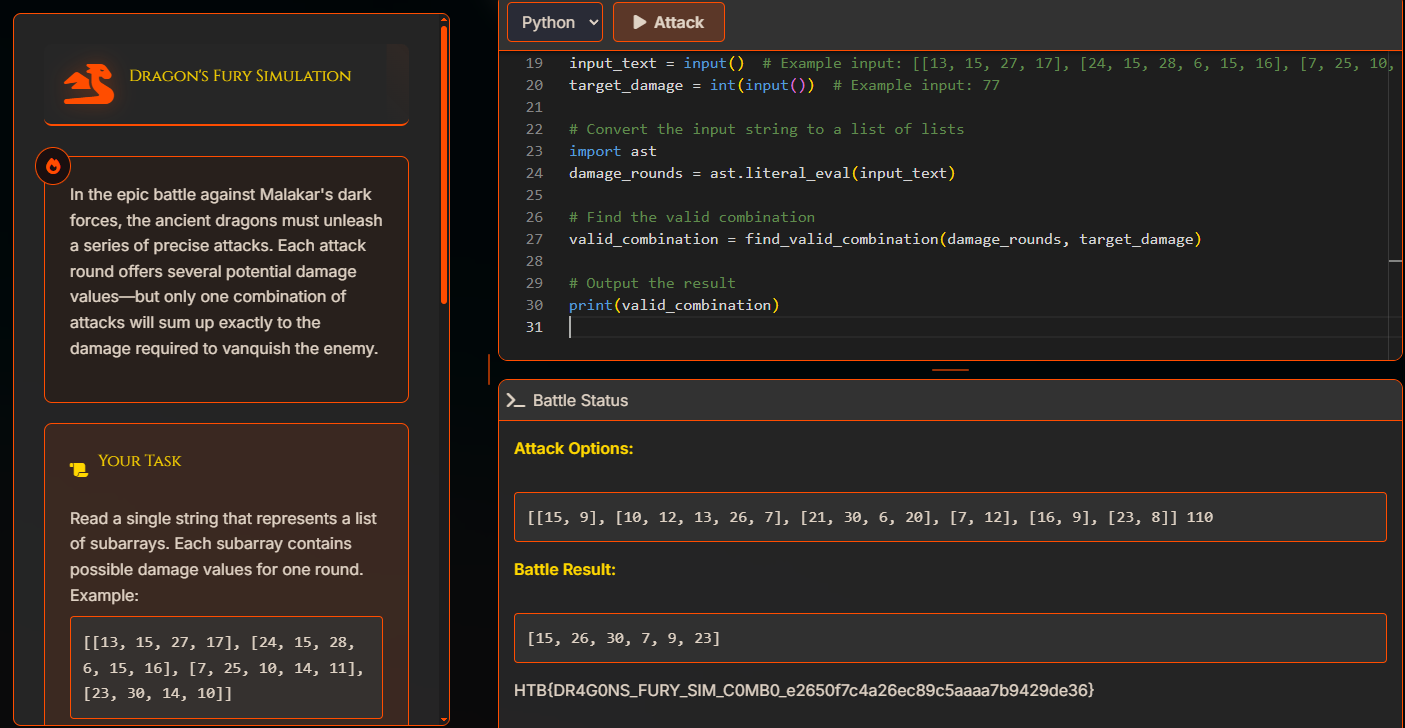 DRAGON'S FURY SIMULATION
In the epic battle against Malakar's dark
forces, the ancient dragons must unleash
a series of precise attacks. Each attack
round offers several potential damage
values—but only one combination of
attacks will sum up exactly to the
damage required to vanquish the enemy.
YOUR TASK
Read a single string that represents a list
of subarrays. Each subarray contains
possible damage values for one round.
Example:
[[13, 15, 27, 17], [24, 15, 28,
6, 15, 16], [7, 25, 10, 14, 11],
[23, 30, 14, 10]]
Python
Attack
19 input_text = input()  # Example input: [[13, 15, 27, 17], [24, 15, 28, 6, 15, 16], [7, 25, 10,
20 target_damage = int(input())  # Example input: 77
21
22 # Convert the input string to a list of lists
23 import ast
24 damage_rounds = ast.literal_eval(input_text)
25
26 # Find the valid combination
27 valid_combination = find_valid_combination(damage_rounds, target_damage)
28
29 # Output the result
30 print(valid_combination)
31
Battle Status
Attack Options:
[[15, 9], [10, 12, 13, 26, 7], [21, 30, 6, 20], [7, 12], [16, 9], [23, 8]] 110
Battle Result:
[15, 26, 30, 7, 9, 23]
HTB{DR4G0NS_FURY_SIM_C0MB0_e2650f7c4a26ec89c5aaaa7b9429de36}